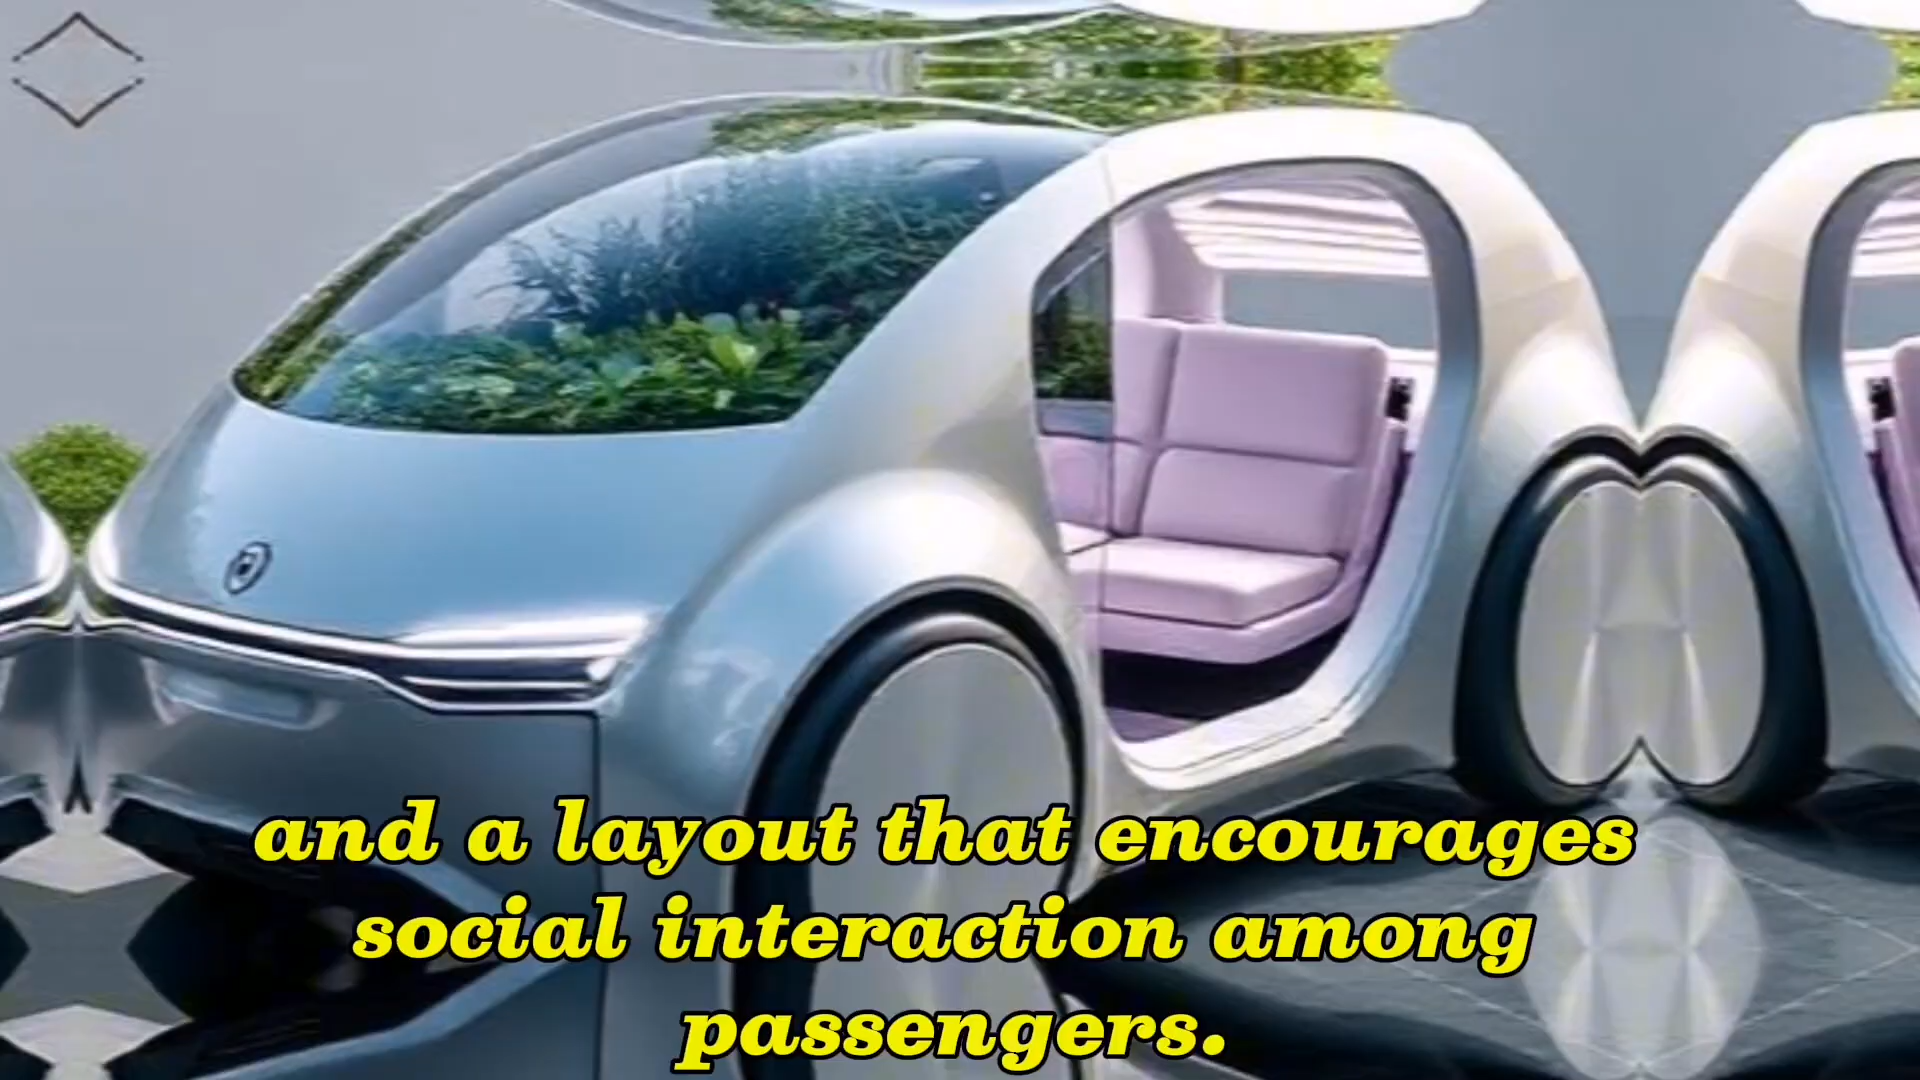 and a layout that encourages
social interaction among
passengers.